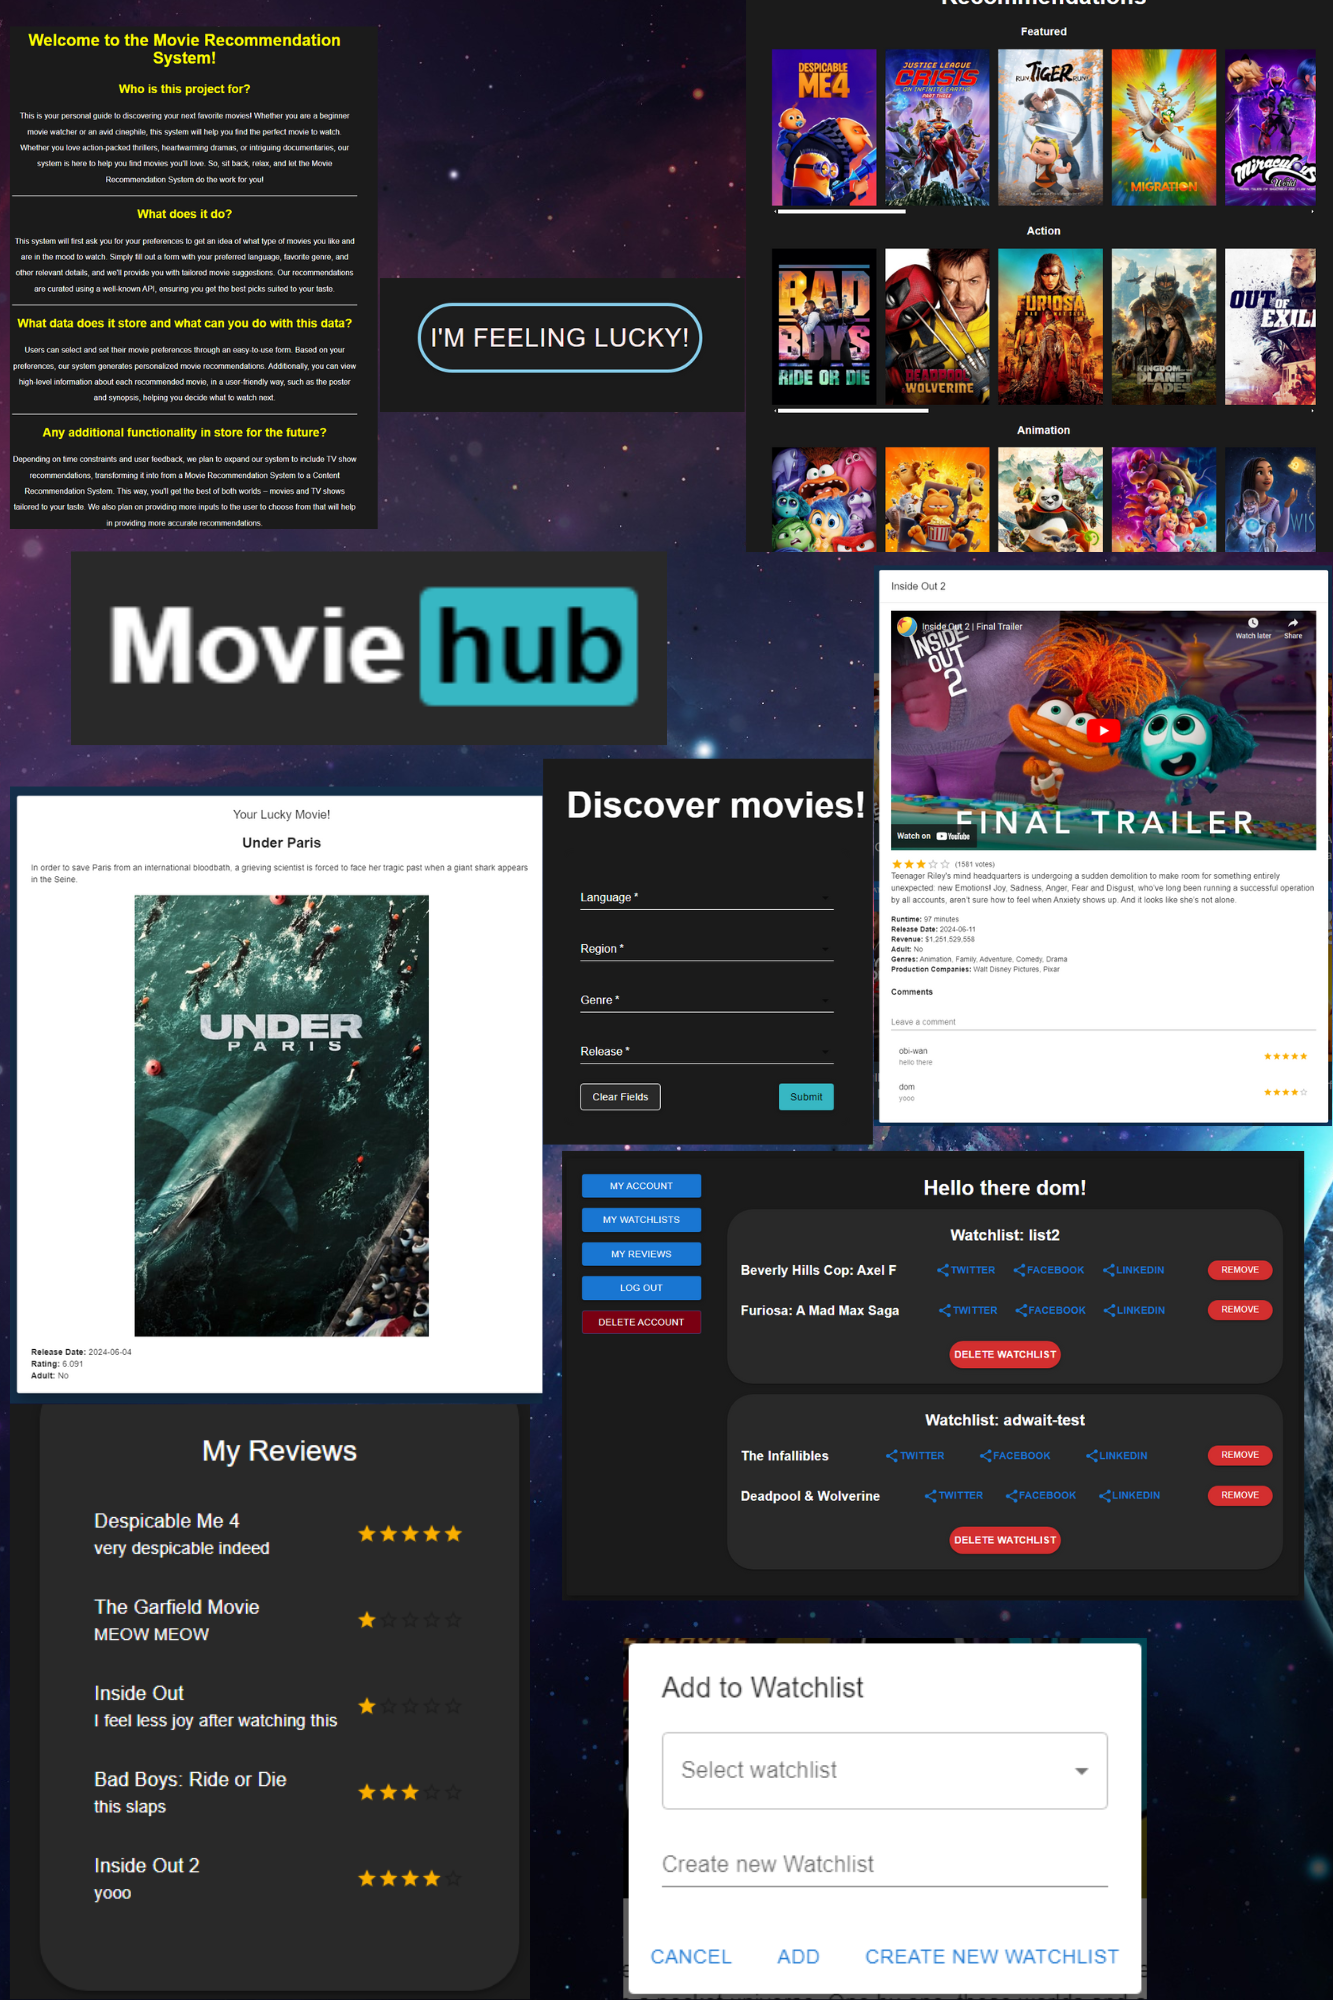 Welcome to the Movie Recommendation
System!
Who is this project for?
This is your personal guide to discovering your next favorite movies! Whether you are a beginner
movie watcher or an avid cinephile, this system will help you find the perfect movie to watch.
Whether you love action-packed thrillers, heartwarming dramas, or intriguing documentaries, our
system is here to help you find movies you'll love. So, sit back, relax, and let the Movie
Recommendation System do the work for you!
What does it do?
This system will first ask you for your preferences to get an idea of what type of movies you like and
are in the mood to watch. Simply fill out a form with your preferred language, favorite genre, and
other relevant details, and we'll provide you with tailored movie suggestions. Our recommendations
are curated using a well-known API, ensuring you get the best picks suited to your taste.
What data does it store and what can you do with this data?
Users can select and set their movie preferences through an easy-to-use form. Based on your
preferences, our system generates personalized movie recommendations. Additionally, you can view
high-level information about each recommended movie, in a user-friendly way, such as the poster
and synopsis, helping you decide what to watch next.
Any additional functionality in store for the future?
Depending on time constraints and user feedback, we plan to expand our system to include TV show
recommendations, transforming it into from a Movie Recommendation System to a Content
Recommendation System. This way, you'll get the best of both worlds – movies and TV shows
tailored to your taste. We also plan on providing more inputs to the user to choose from that will help
in providing more accurate recommendations.
I'M FEELING LUCKY!
Recommendations
Featured
DESPICABLE
ME4
JUSTICE LEAGUE
CRISIS
ON INFINITE EARTHS
PART THREE
RUN TIGER RUN!
MIGRATION
Miraculous
World
Action
BAD
BOYS
RIDE OR DIE
DEADPOOL
WOLVERINE
FURIOSA
KINGDOM
PLANET
APES
OUT OF
EXIL
Animation
WIS
Movie hub
Inside Out 2
Inside Out 2 | Final Trailer
Watch later
Share
INSIDE
OUT
2
FINAL TRAILER
Watch on YouTube
(1581 votes)
Teenager Riley's mind headquarters is undergoing a sudden demolition to make room for something entirely
unexpected: new Emotions! Joy, Sadness, Anger, Fear and Disgust, who've long been running a successful operation
by all accounts, aren't sure how to feel when Anxiety shows up. And it looks like she's not alone.
Runtime: 97 minutes
Release Date: 2024-06-11
Revenue: $1,251,529,558
Adult: No
Genres: Animation, Family, Adventure, Comedy, Drama
Production Companies: Walt Disney Pictures, Pixar
Comments
Leave a comment
obi-wan
hello there
dom
yooo
Your Lucky Movie!
Under Paris
In order to save Paris from an international bloodbath, a grieving scientist is forced to face her tragic past when a giant shark appears
in the Seine.
UNDER
PARIS
Release Date: 2024-06-04
Rating: 6.091
Adult: No
Discover movies!
Language *
Region *
Genre *
Release *
Clear Fields
Submit
MY ACCOUNT
MY WATCHLISTS
MY REVIEWS
LOG OUT
DELETE ACCOUNT
Hello there dom!
Watchlist: list2
Beverly Hills Cop: Axel F TWITTER FACEBOOK LINKEDIN REMOVE
Furiosa: A Mad Max Saga TWITTER FACEBOOK LINKEDIN REMOVE
DELETE WATCHLIST
Watchlist: adwait-test
The Infallibles TWITTER FACEBOOK LINKEDIN REMOVE
Deadpool & Wolverine TWITTER FACEBOOK LINKEDIN REMOVE
DELETE WATCHLIST
My Reviews
Despicable Me 4
very despicable indeed
The Garfield Movie
MEOW MEOW
Inside Out
I feel less joy after watching this
Bad Boys: Ride or Die
this slaps
Inside Out 2
yooo
Add to Watchlist
Select watchlist
Create new Watchlist
CANCEL
ADD
CREATE NEW WATCHLIST